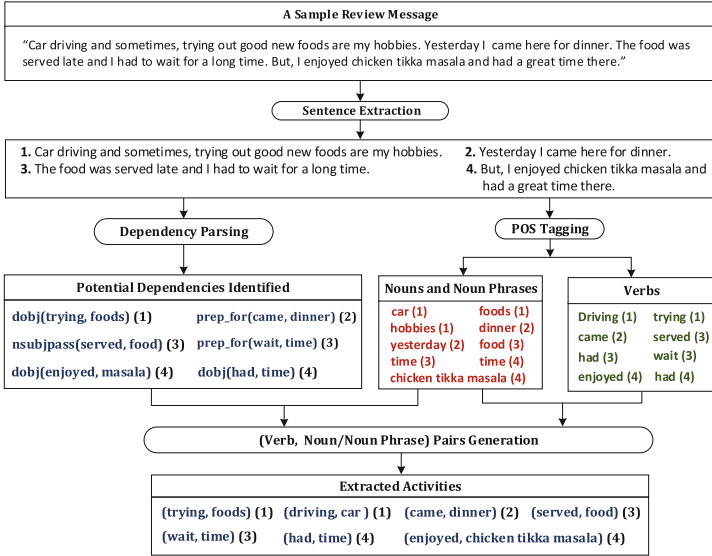 A Sample Review Message
“Car driving and sometimes, trying out good new foods are my hobbies. Yesterday I came here for dinner. The food was
served late and I had to wait for a long time. But, I enjoyed chicken tikka masala and had a great time there.”
Sentence Extraction
1. Car driving and sometimes, trying out good new foods are my hobbies.
2. Yesterday I came here for dinner.
3. The food was served late and I had to wait for a long time.
4. But, I enjoyed chicken tikka masala and
had a great time there.
Dependency Parsing
POS Tagging
Potential Dependencies Identified
dobj(trying, foods) (1) prep_for(came, dinner) (2)
nsubjpass(served, food) (3) prep_for(wait, time) (3)
dobj(enjoyed, masala) (4) dobj(had, time) (4)
Nouns and Noun Phrases
car (1) foods (1)
hobbies (1) dinner (2)
yesterday (2) food (3)
time (3) time (4)
chicken tikka masala (4)
Verbs
Driving (1) trying (1)
came (2) served (3)
had (3) wait (3)
enjoyed (4) had (4)
(Verb, Noun/Noun Phrase) Pairs Generation
Extracted Activities
(trying, foods) (1) (driving, car ) (1) (came, dinner) (2) (served, food) (3)
(wait, time) (3) (had, time) (4) (enjoyed, chicken tikka masala) (4)